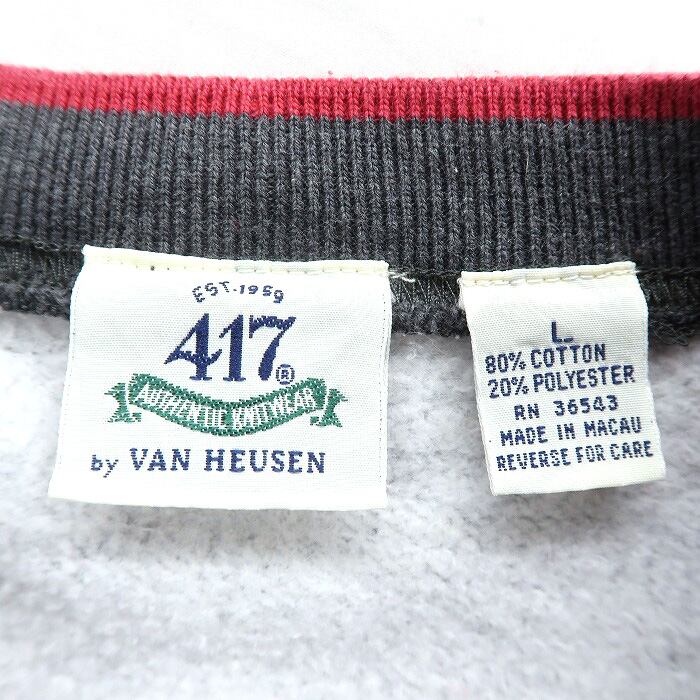 EST. 1959
417®
AUTHENTIC KNITWEAR
by VAN HEUSEN
L
80% COTTON
20% POLYESTER
RN 36543
MADE IN MACAU
REVERSE FOR CARE